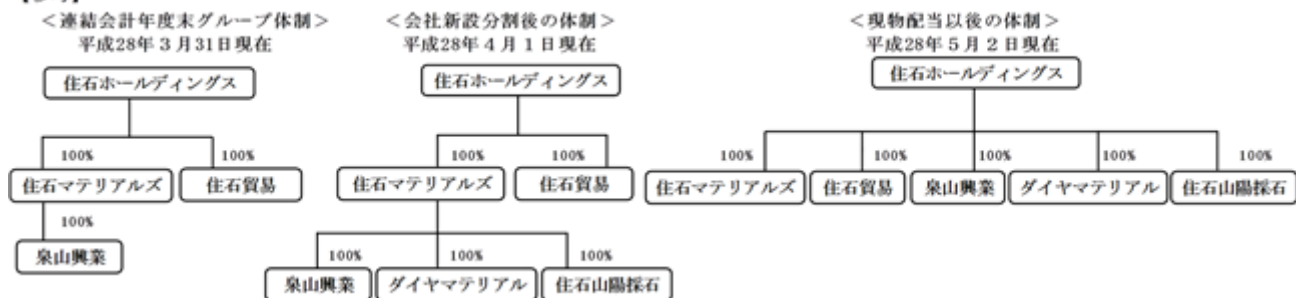 ＜連結会計年度末グループ体制＞
平成28年３月31日現在
住石ホールディングス
100%
100%
住石マテリアルズ
住石貿易
100%
泉山興業
＜会社新設分割後の体制＞
平成28年４月１日現在
住石ホールディングス
100%
100%
住石マテリアルズ
住石貿易
100%
100%
100%
泉山興業
ダイヤマテリアル
住石山陽採石
＜現物配当以後の体制＞
平成28年５月２日現在
住石ホールディングス
100%
100%
100%
100%
100%
住石マテリアルズ
住石貿易
泉山興業
ダイヤマテリアル
住石山陽採石